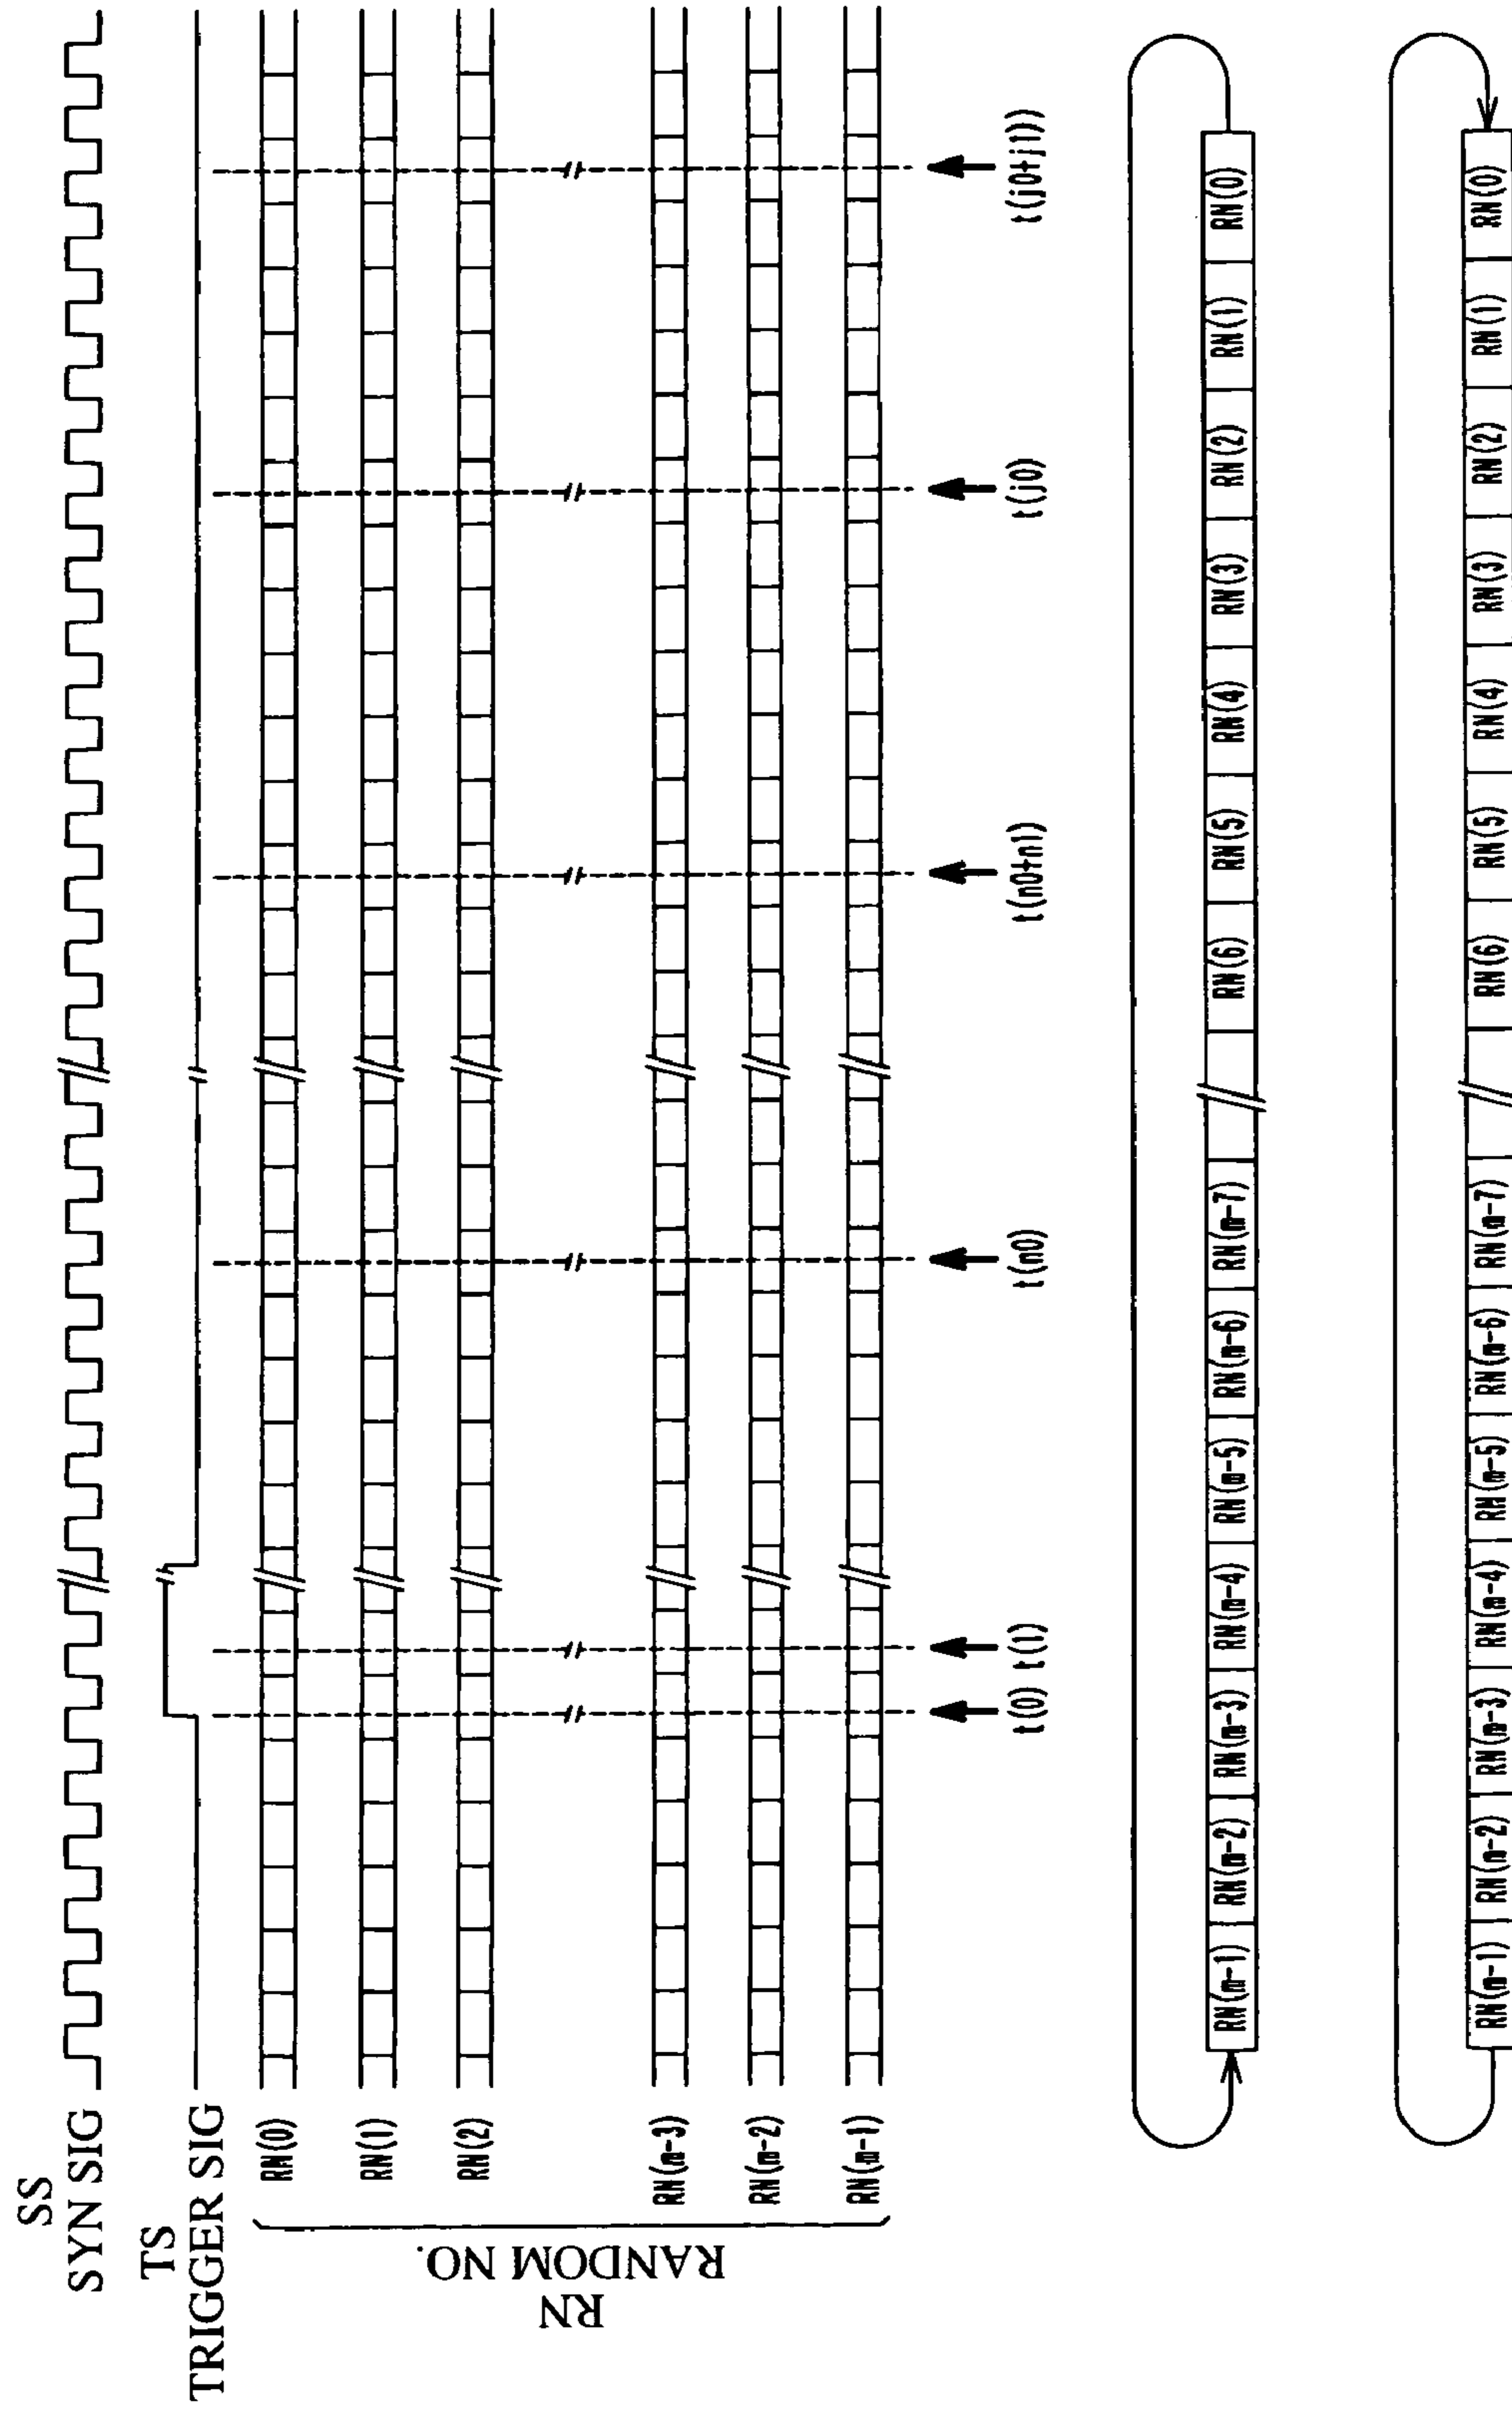 SS
SYN SIG
TS
TRIGGER SIG
RN
RANDOM NO.
RN(0)
RN(1)
RN(2)
RN(m-3)
RN(m-2)
RN(m-1)
t(0) t(1) t(n0) t(n0+n1) t(j0) t(j0+j1))
RN(m-1) RN(m-2) RN(m-3) RN(m-4) RN(m-5) RN(m-6) RN(m-7) RN(6) RN(5) RN(4) RN(3) RN(2) RN(1) RN(0)
RN(m-1) RN(m-2) RN(m-3) RN(m-4) RN(m-5) RN(m-6) RN(m-7) RN(6) RN(5) RN(4) RN(3) RN(2) RN(1) RN(0)